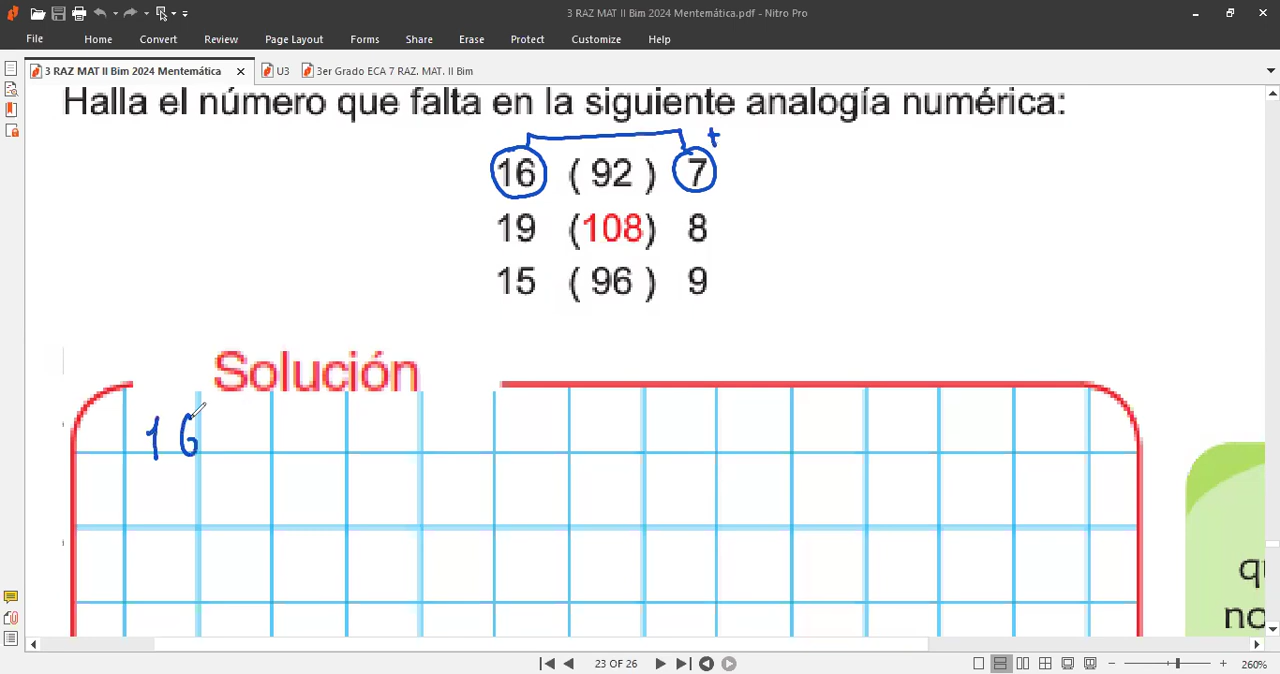 3 RAZ MAT II Bim 2024 Mentemática.pdf - Nitro Pro
File Home Convert Review Page Layout Forms Share Erase Protect Customize Help
3 RAZ MAT II Bim 2024 Mentemática U3 3er Grado ECA 7 RAZ. MAT. II Bim
Halla el número que falta en la siguiente analogía numérica:
+
16 ( 92 ) 7
19 (108) 8
15 ( 96 ) 9
Solución
16
no
23 OF 26
260%